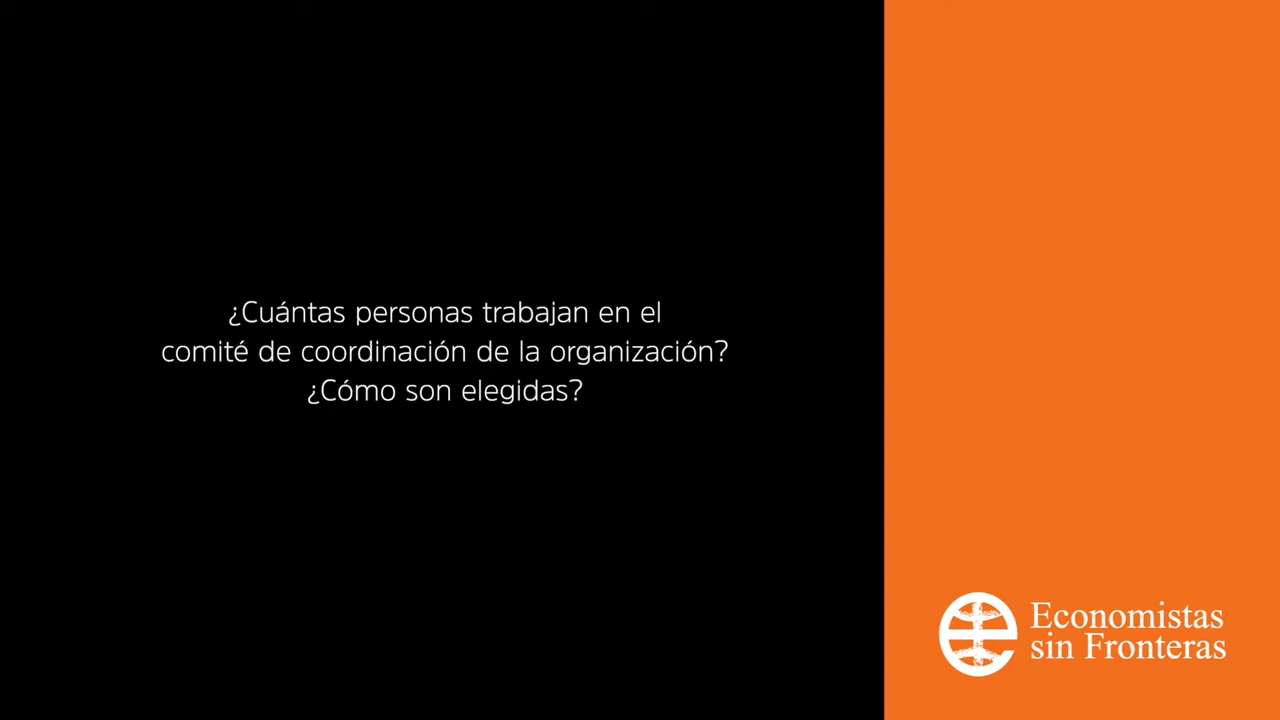 ¿Cuántas personas trabajan en el
comité de coordinación de la organización?
¿Cómo son elegidas?
Economistas
sin Fronteras